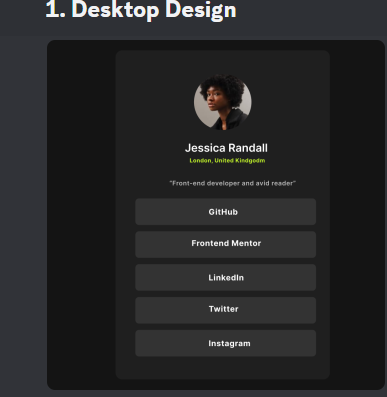 1. Desktop Design
Jessica Randall
London, United Kindgodm
"Front-end developer and avid reader"
GitHub
Frontend Mentor
LinkedIn
Twitter
Instagram